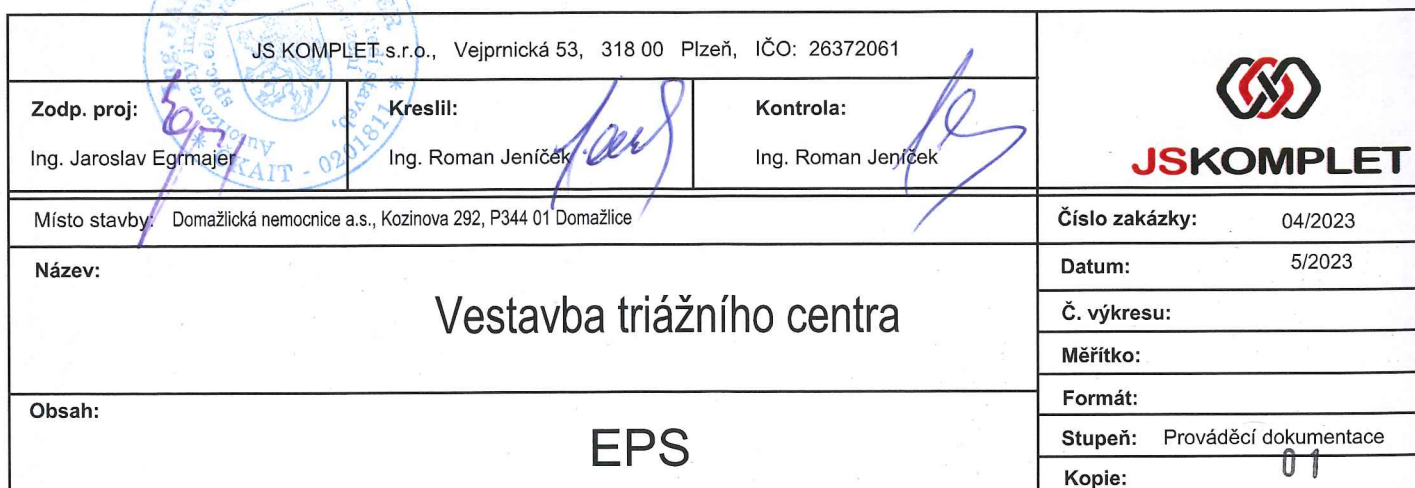 JS KOMPLET s.r.o., Vejprnická 53, 318 00 Plzeň, IČO: 26372061
Zodp. proj:
Ing. Jaroslav Egrmajer
Kreslil:
Ing. Roman Jeníček
Kontrola:
Ing. Roman Jeníček
ČKAIT - 0201811
JSKOMPLET
Místo stavby: Domažlická nemocnice a.s., Kozinova 292, P344 01 Domažlice
Číslo zakázky: 04/2023
Název:
Vestavba triážního centra
Datum: 5/2023
Č. výkresu:
Měřítko:
Formát:
Obsah:
EPS
Stupeň: Prováděcí dokumentace
Kopie: 01